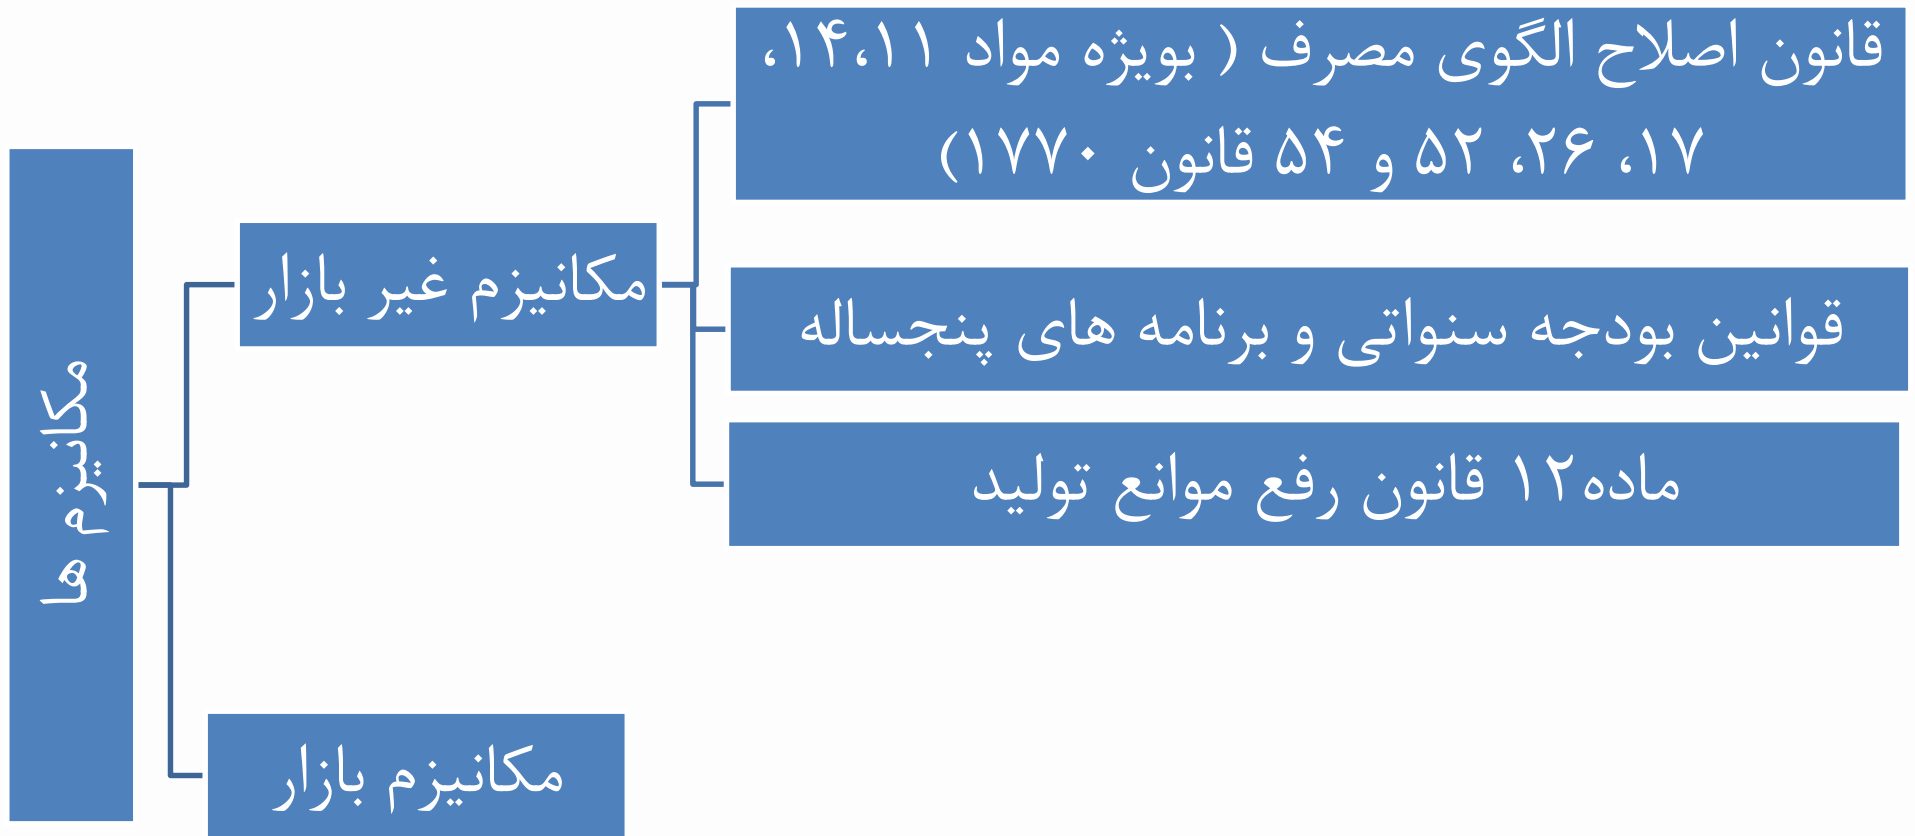 مکانیزم ها
مکانیزم غیر بازار
قانون اصلاح الگوی مصرف ( بویژه مواد ۱۴،۱۱،
۱۷، ۲۶، ۵۲ و ۵۴ قانون ۱۷۷۰)
قوانین بودجه سنواتی و برنامه های پنجساله
ماده۱۲ قانون رفع موانع تولید
مکانیزم بازار